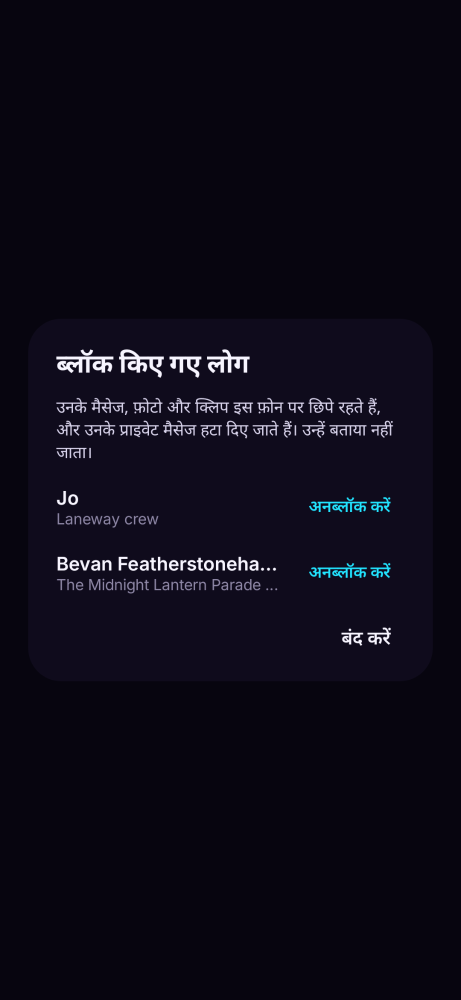 ब्लॉक किए गए लोग
उनके मैसेज, फ़ोटो और क्लिप इस फ़ोन पर छिपे रहते हैं,
और उनके प्राइवेट मैसेज हटा दिए जाते हैं। उन्हें बताया नहीं
जाता।
Jo
अनब्लॉक करें
Laneway crew
Bevan Featherstoneha...
अनब्लॉक करें
The Midnight Lantern Parade ...
बंद करें